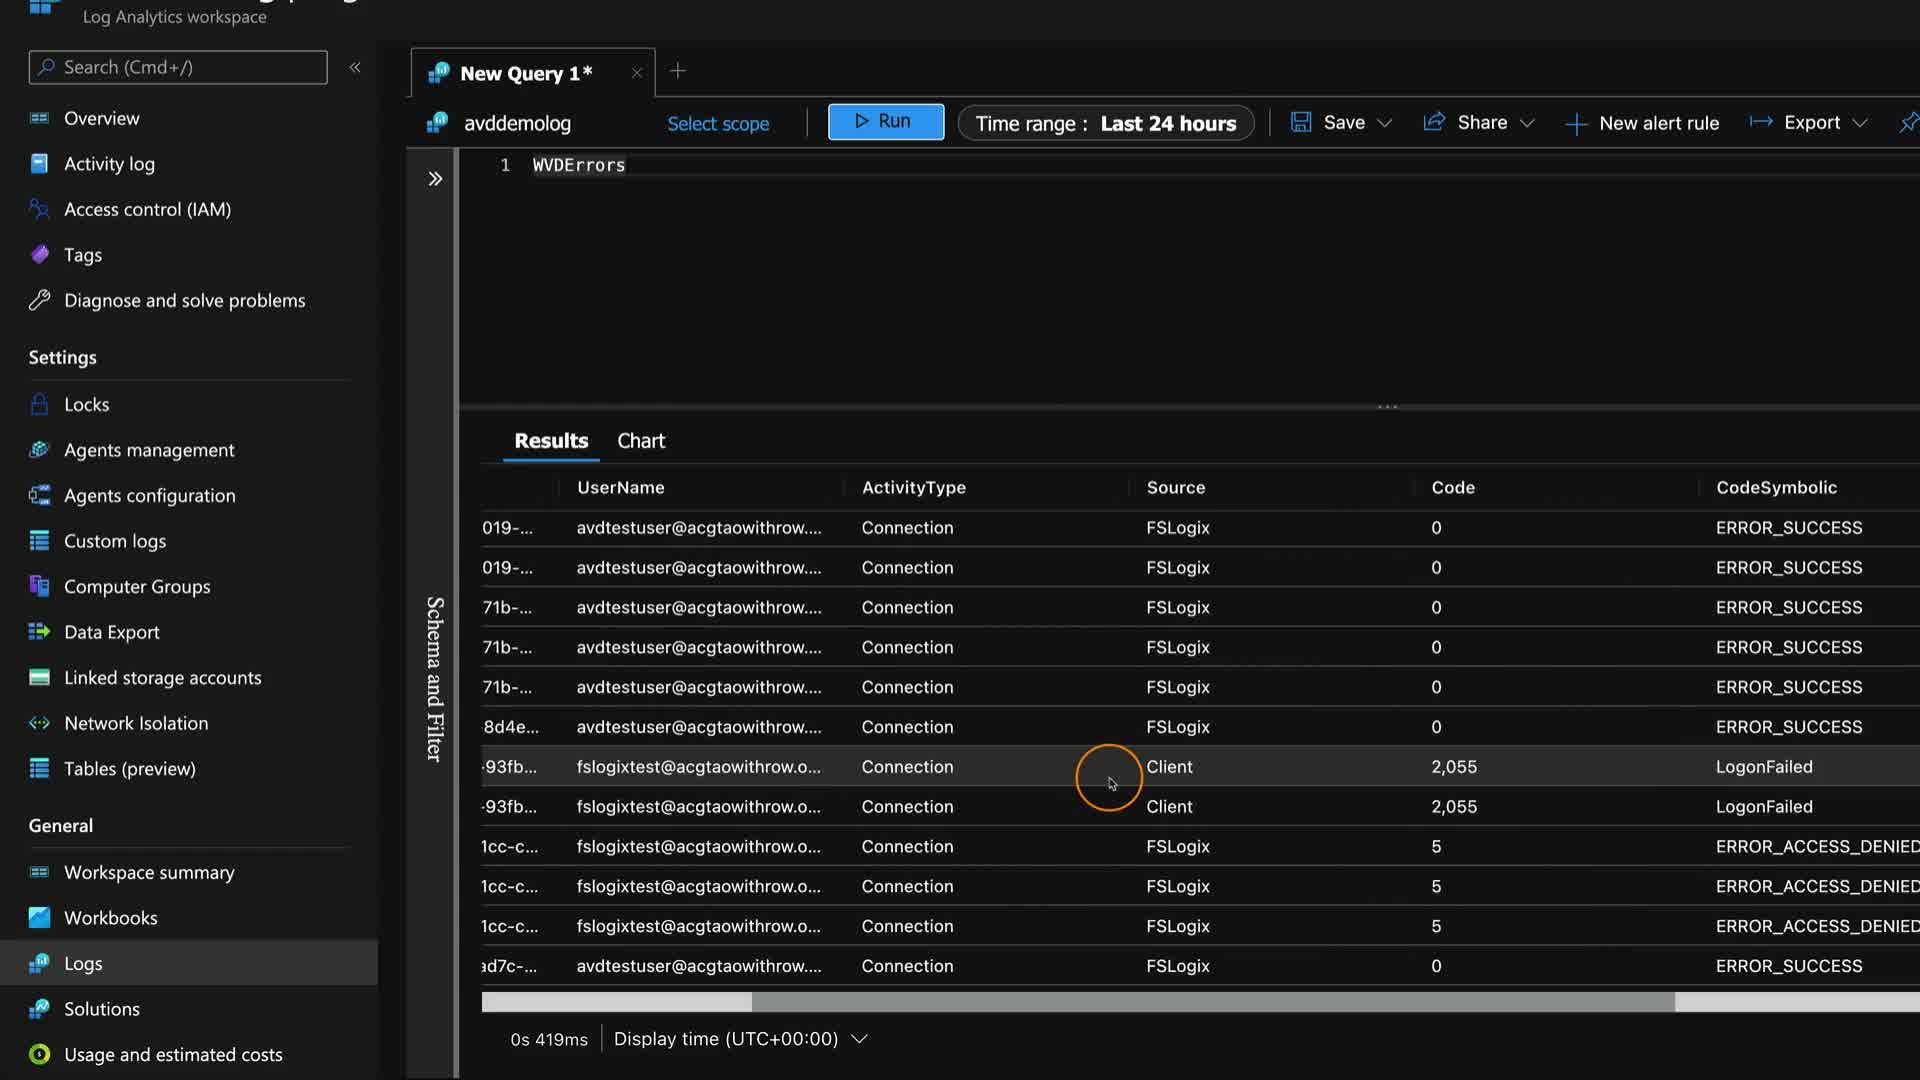 Log Analytics workspace
Search (Cmd+/)
«
Overview
Activity log
Access control (IAM)
Tags
Diagnose and solve problems
Settings
Locks
Agents management
Agents configuration
Custom logs
Computer Groups
Data Export
Linked storage accounts
Network Isolation
Tables (preview)
General
Workspace summary
Workbooks
Logs
Solutions
Usage and estimated costs
New Query 1*
avddemolog
Select scope
Run
Time range : Last 24 hours
Save
Share
New alert rule
Export
1 WVDErrors
Schema and Filter
Results Chart
UserName ActivityType Source Code CodeSymbolic
019-... avdtestuser@acgtaowithrow.... Connection FSLogix 0 ERROR_SUCCESS
019-... avdtestuser@acgtaowithrow.... Connection FSLogix 0 ERROR_SUCCESS
71b-... avdtestuser@acgtaowithrow.... Connection FSLogix 0 ERROR_SUCCESS
71b-... avdtestuser@acgtaowithrow.... Connection FSLogix 0 ERROR_SUCCESS
71b-... avdtestuser@acgtaowithrow.... Connection FSLogix 0 ERROR_SUCCESS
8d4e... avdtestuser@acgtaowithrow.... Connection FSLogix 0 ERROR_SUCCESS
-93fb... fslogixtest@acgtaowithrow.o... Connection Client 2,055 LogonFailed
-93fb... fslogixtest@acgtaowithrow.o... Connection Client 2,055 LogonFailed
1cc-c... fslogixtest@acgtaowithrow.o... Connection FSLogix 5 ERROR_ACCESS_DENIED
1cc-c... fslogixtest@acgtaowithrow.o... Connection FSLogix 5 ERROR_ACCESS_DENIED
1cc-c... fslogixtest@acgtaowithrow.o... Connection FSLogix 5 ERROR_ACCESS_DENIED
ad7c-... avdtestuser@acgtaowithrow.... Connection FSLogix 0 ERROR_SUCCESS
0s 419ms Display time (UTC+00:00)